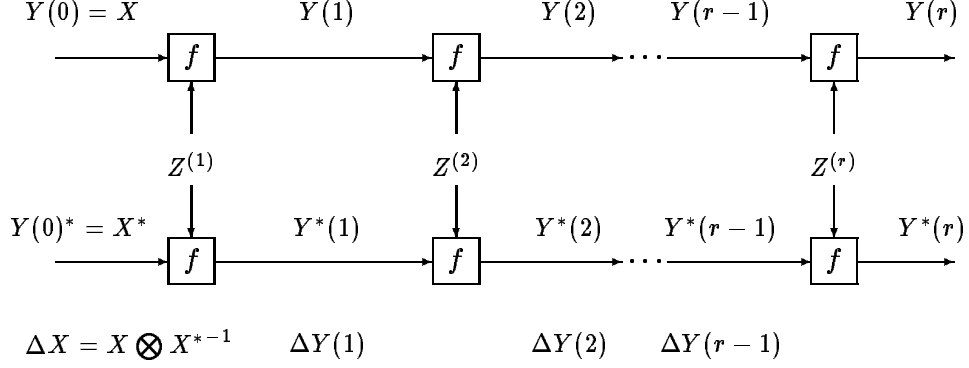 Y(0) = X Y(1) Y(2) Y(r − 1) Y(r)
f f ··· f
Z⁽¹⁾ Z⁽²⁾ Z⁽ʳ⁾
Y(0)* = X* Y*(1) Y*(2) Y*(r − 1) Y*(r)
f f ··· f
ΔX = X ⊗ X*⁻¹ ΔY(1) ΔY(2) ΔY(r − 1)